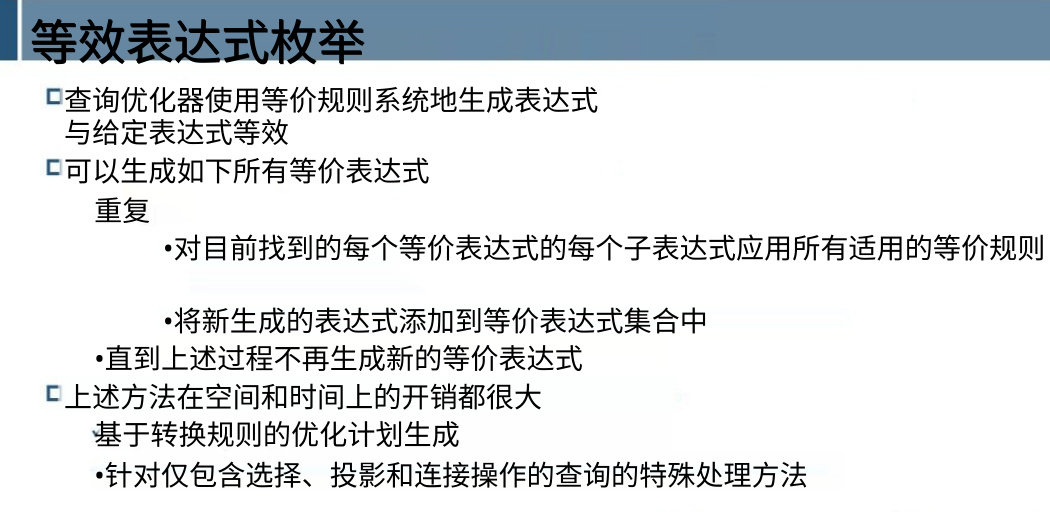 等效表达式枚举
查询优化器使用等价规则系统地生成表达式
与给定表达式等效
可以生成如下所有等价表达式
重复
•对目前找到的每个等价表达式的每个子表达式应用所有适用的等价规则
•将新生成的表达式添加到等价表达式集合中
•直到上述过程不再生成新的等价表达式
上述方法在空间和时间上的开销都很大
基于转换规则的优化计划生成
•针对仅包含选择、投影和连接操作的查询的特殊处理方法